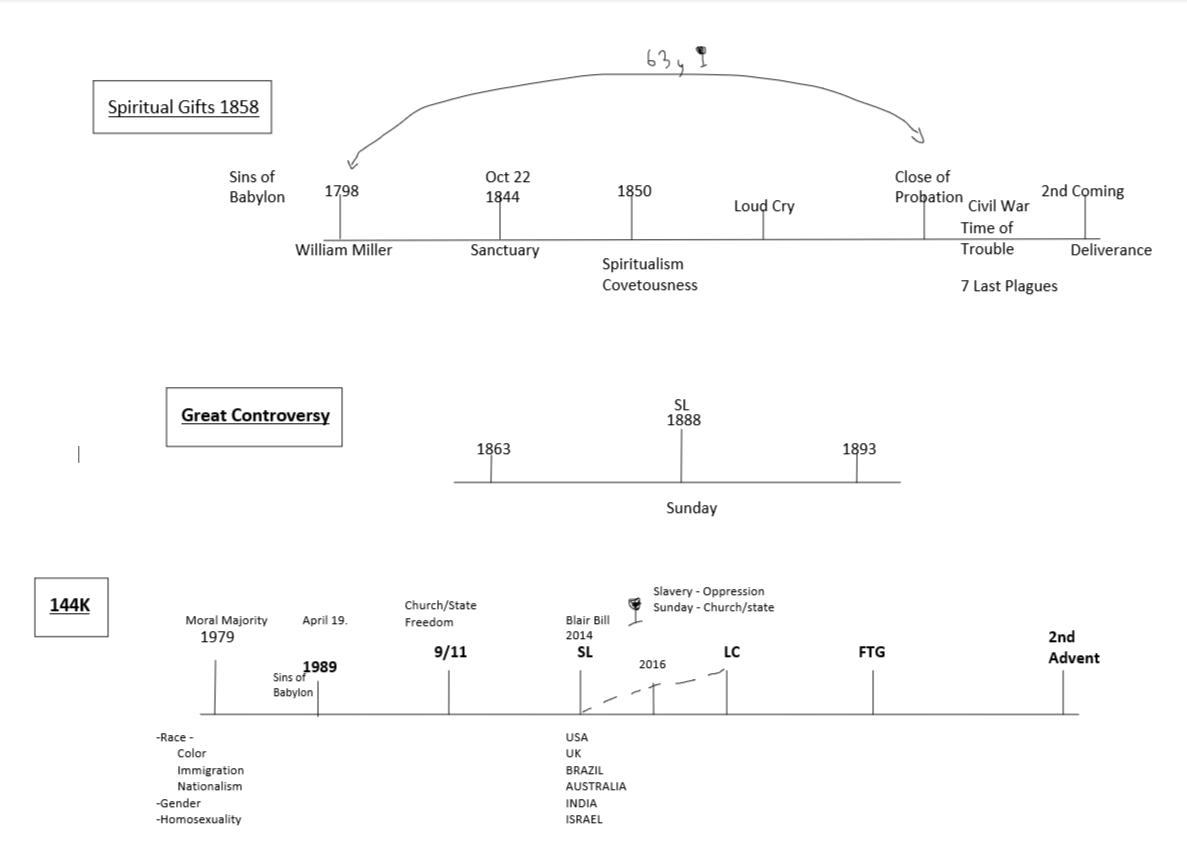 63 y
Spiritual Gifts 1858
Sins of
Babylon
1798
Oct 22
1844
1850
Loud Cry
Close of
Probation
Civil War
Time of
Trouble
7 Last Plagues
2nd Coming
William Miller
Sanctuary
Spiritualism
Covetousness
Deliverance
Great Controversy
1863
SL
1888
1893
Sunday
144K
Moral Majority
1979
April 19.
1989
Sins of
Babylon
Church/State
Freedom
9/11
Blair Bill
2014
SL
Slavery - Oppression
Sunday - Church/state
2016
LC
FTG
2nd
Advent
-Race -
Color
Immigration
Nationalism
-Gender
-Homosexuality
USA
UK
BRAZIL
AUSTRALIA
INDIA
ISRAEL